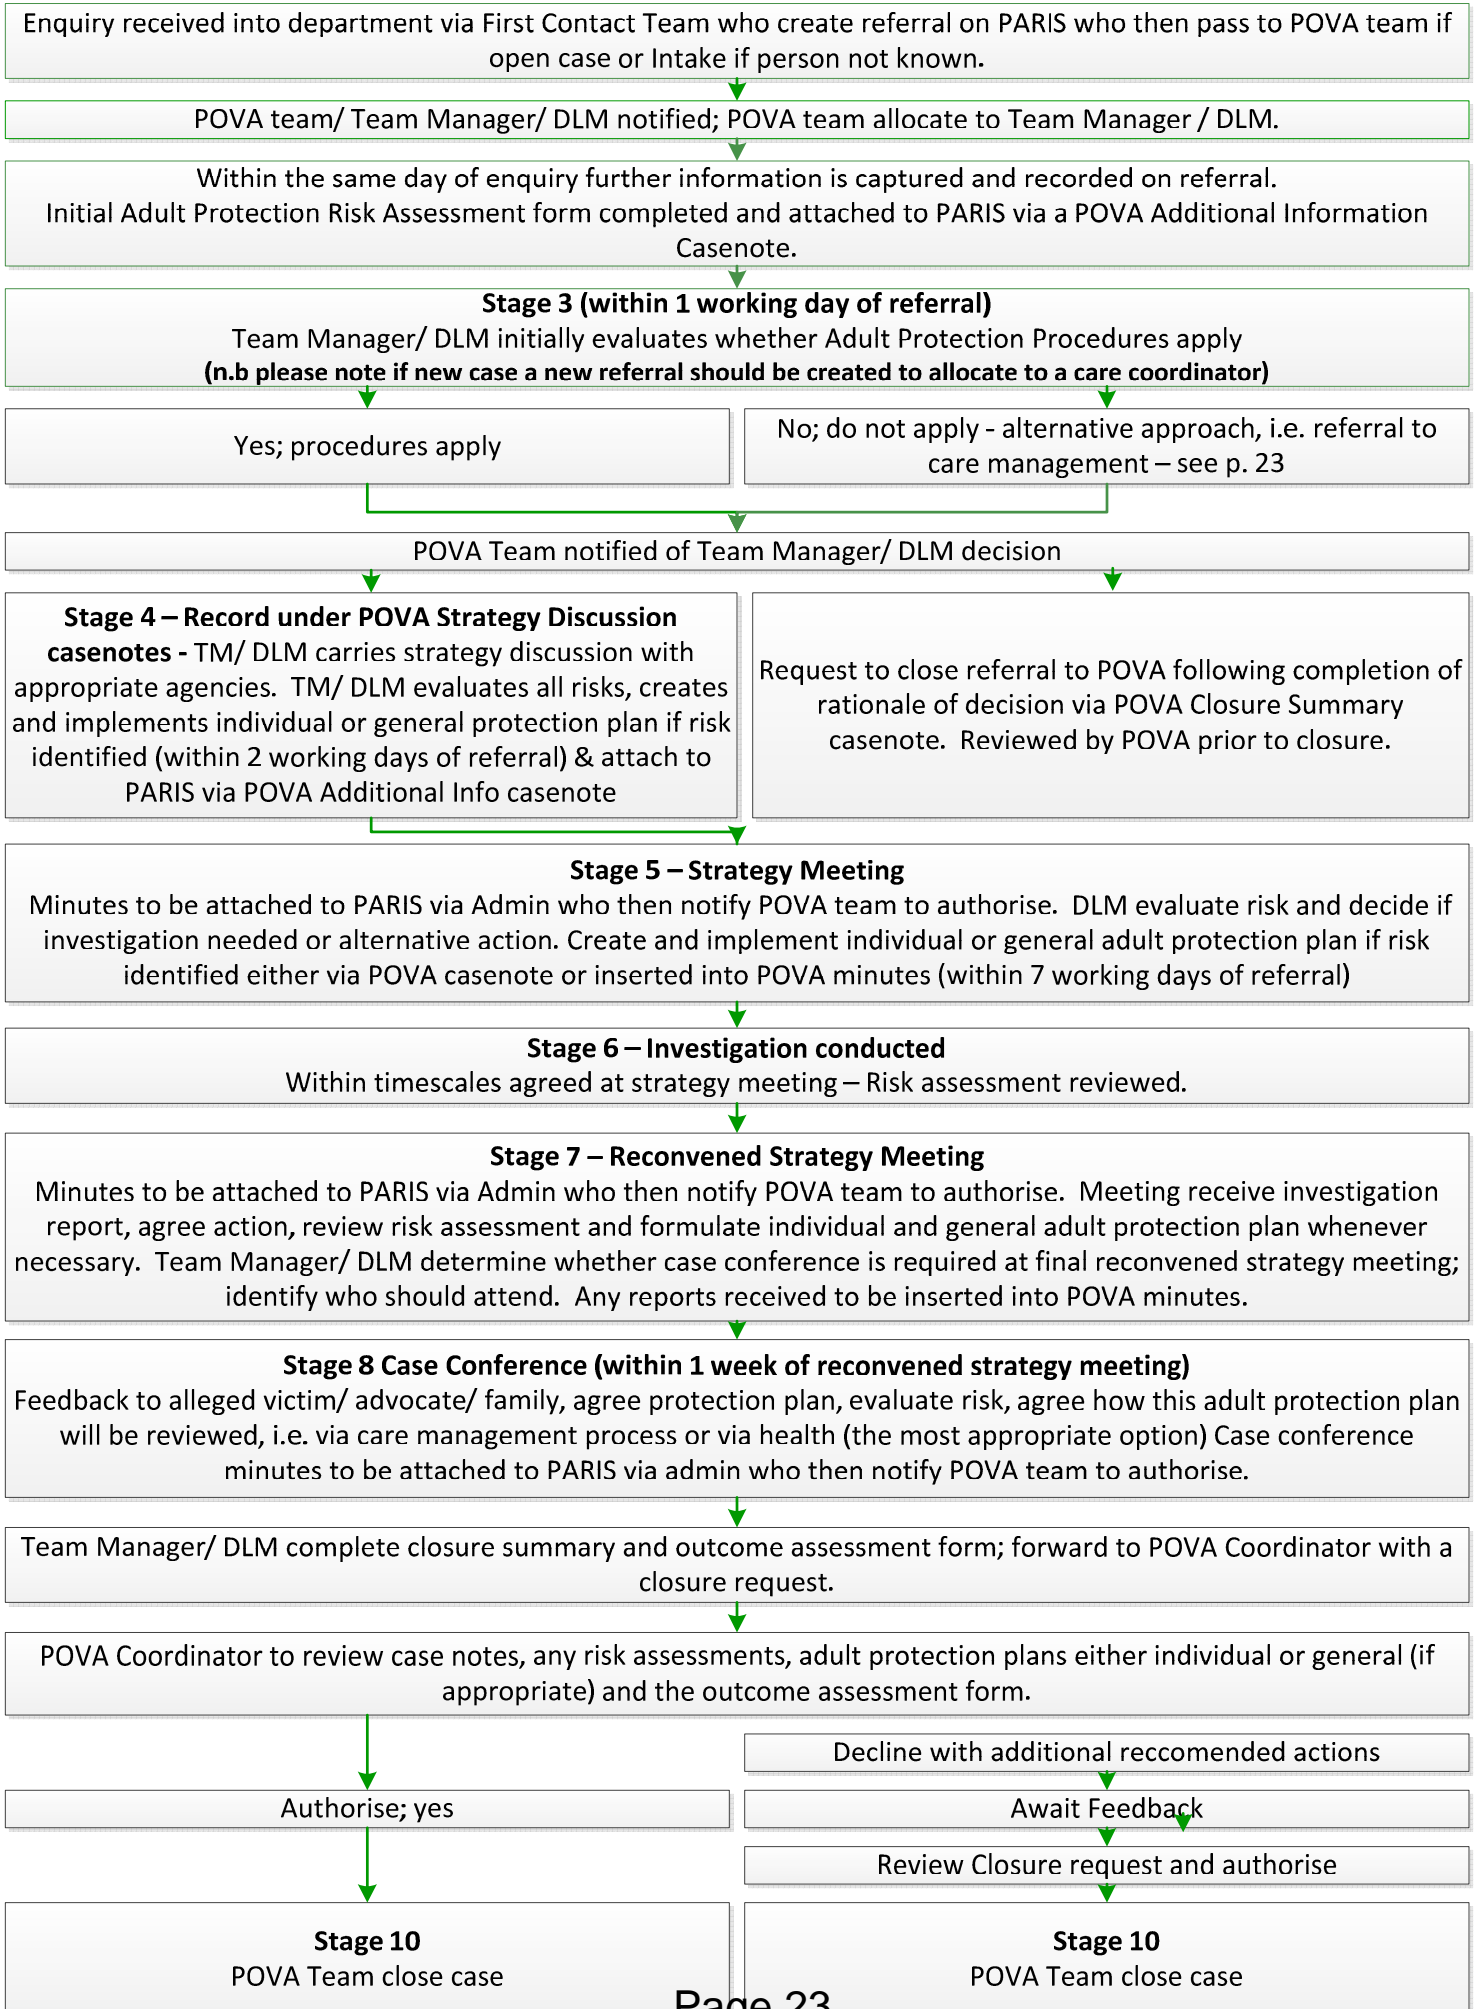 Enquiry received into department via First Contact Team who create referral on PARIS who then pass to POVA team if
open case or Intake if person not known.
POVA team/ Team Manager/ DLM notified; POVA team allocate to Team Manager / DLM.
Within the same day of enquiry further information is captured and recorded on referral.
Initial Adult Protection Risk Assessment form completed and attached to PARIS via a POVA Additional Information
Casenote.
Stage 3 (within 1 working day of referral)
Team Manager/ DLM initially evaluates whether Adult Protection Procedures apply
(n.b please note if new case a new referral should be created to allocate to a care coordinator)
Yes; procedures apply
No; do not apply - alternative approach, i.e. referral to
care management – see p. 23
POVA Team notified of Team Manager/ DLM decision
Stage 4 – Record under POVA Strategy Discussion
casenotes - TM/ DLM carries strategy discussion with
appropriate agencies.  TM/ DLM evaluates all risks, creates
and implements individual or general protection plan if risk
identified (within 2 working days of referral) & attach to
PARIS via POVA Additional Info casenote
Request to close referral to POVA following completion of
rationale of decision via POVA Closure Summary
casenote.  Reviewed by POVA prior to closure.
Stage 5 – Strategy Meeting
Minutes to be attached to PARIS via Admin who then notify POVA team to authorise.  DLM evaluate risk and decide if
investigation needed or alternative action. Create and implement individual or general adult protection plan if risk
identified either via POVA casenote or inserted into POVA minutes (within 7 working days of referral)
Stage 6 – Investigation conducted
Within timescales agreed at strategy meeting – Risk assessment reviewed.
Stage 7 – Reconvened Strategy Meeting
Minutes to be attached to PARIS via Admin who then notify POVA team to authorise.  Meeting receive investigation
report, agree action, review risk assessment and formulate individual and general adult protection plan whenever
necessary.  Team Manager/ DLM determine whether case conference is required at final reconvened strategy meeting;
identify who should attend.  Any reports received to be inserted into POVA minutes.
Stage 8 Case Conference (within 1 week of reconvened strategy meeting)
Feedback to alleged victim/ advocate/ family, agree protection plan, evaluate risk, agree how this adult protection plan
will be reviewed, i.e. via care management process or via health (the most appropriate option) Case conference
minutes to be attached to PARIS via admin who then notify POVA team to authorise.
Team Manager/ DLM complete closure summary and outcome assessment form; forward to POVA Coordinator with a
closure request.
POVA Coordinator to review case notes, any risk assessments, adult protection plans either individual or general (if
appropriate) and the outcome assessment form.
Decline with additional reccomended actions
Authorise; yes
Await Feedback
Review Closure request and authorise
Stage 10
POVA Team close case
Stage 10
POVA Team close case
Page 23